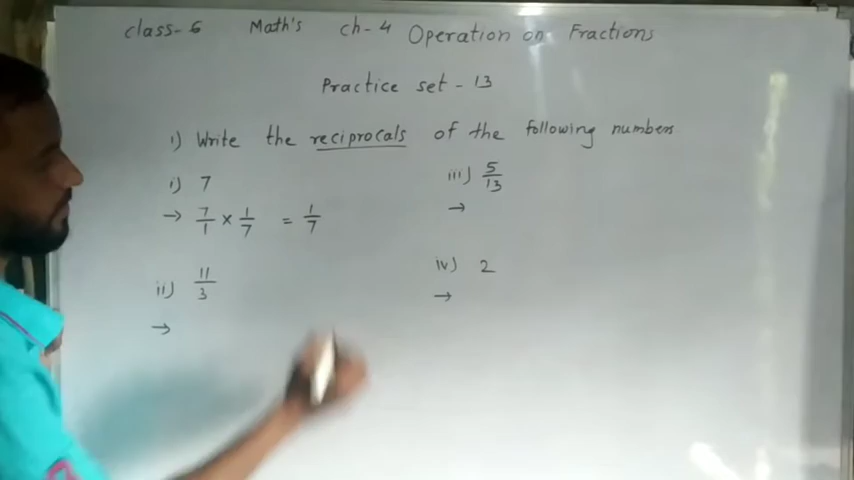 class-6 Math's ch-4 Operation on Fractions
Practice set - 13
1) Write the reciprocals of the following numbers.
i) 7
→ 7/1 × 1/7 = 1/7
ii) 11/3
→
iii) 5/13
→
iv) 2
→